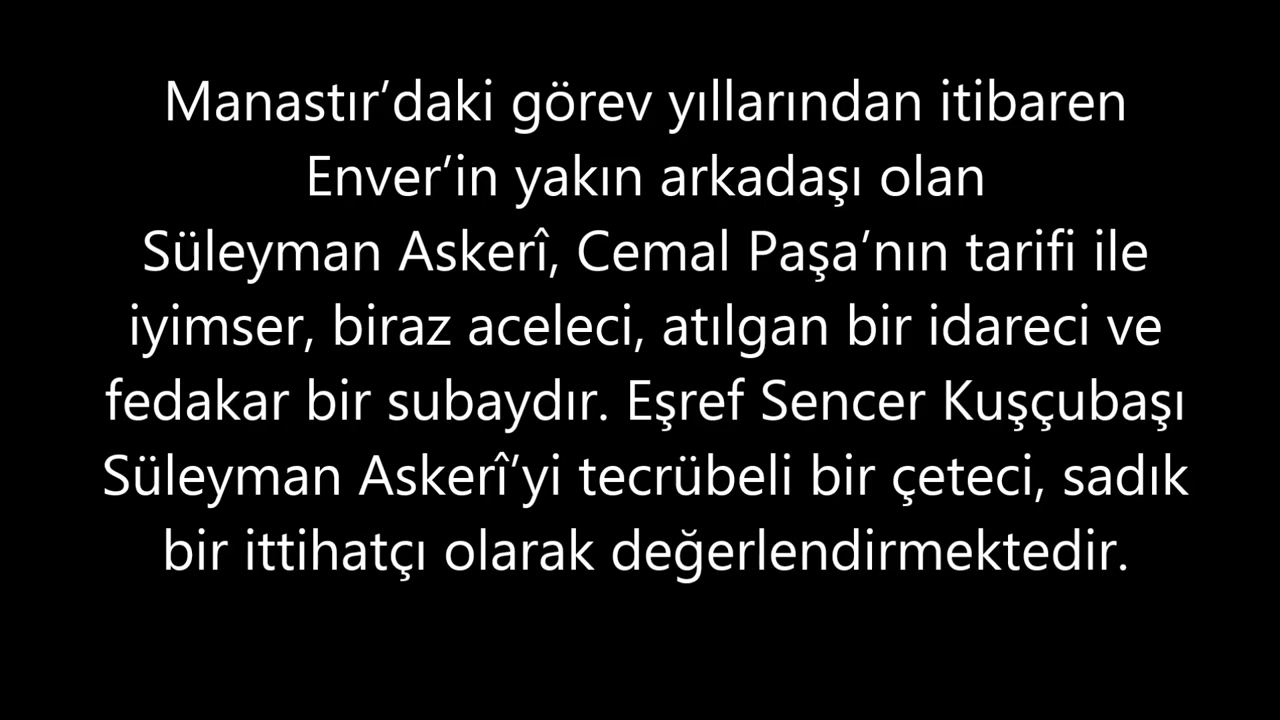 Manastır’daki görev yıllarından itibaren
Enver’in yakın arkadaşı olan
Süleyman Askerî, Cemal Paşa’nın tarifi ile
iyimser, biraz aceleci, atılgan bir idareci ve
fedakar bir subaydır. Eşref Sencer Kuşçubaşı
Süleyman Askerî’yi tecrübeli bir çeteci, sadık
bir ittihatçı olarak değerlendirmektedir.